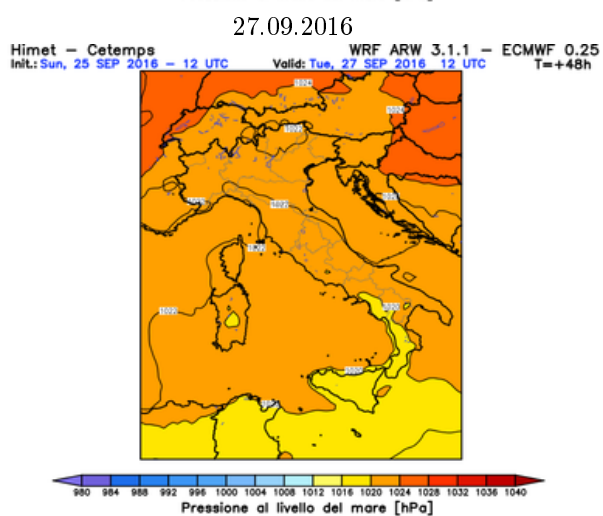 27.09.2016
Himet – Cetemps WRF ARW 3.1.1 – ECMWF 0.25
Init.: Sun, 25 SEP 2016 – 12 UTC Valid: Tue, 27 SEP 2016 12 UTC T=+48h
1024
1024
1022
1022
1022
1022
1020
1020
980 984 988 992 996 1000 1004 1008 1012 1016 1020 1024 1028 1032 1036 1040
Pressione al livello del mare [hPa]